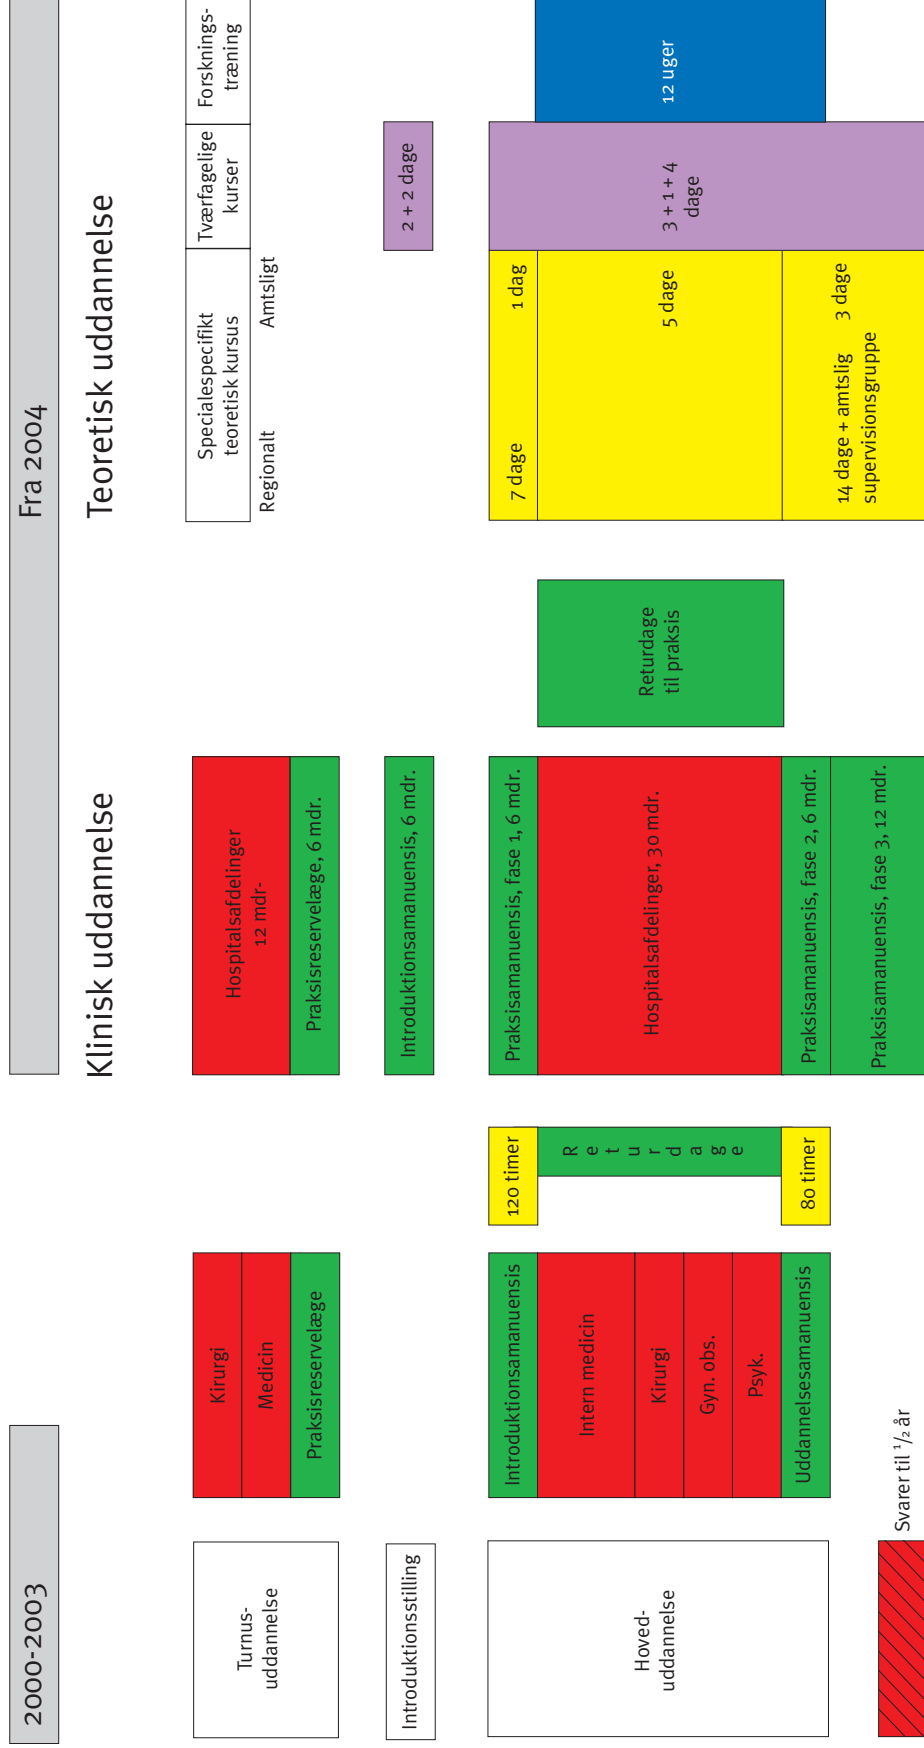 2000-2003
Fra 2004
Klinisk uddannelse
Teoretisk uddannelse
Specialespecifikt
teoretisk kursus
Tværfagelige
kurser
Forsknings-
træning
Regionalt
Amtsligt
Turnus-
uddannelse
Kirurgi
Medicin
Praksisreservelæge
Hospitalsafdelinger
12 mdr-
Praksisreservelæge, 6 mdr.
Introduktionsstilling
Introduktionsamanuensis, 6 mdr.
2 + 2 dage
Hoved-
uddannelse
Introduktionsamanuensis
Intern medicin
Kirurgi
Gyn. obs.
Psyk.
Uddannelsesamanuensis
120 timer
Returdage
80 timer
Praksisamanuensis, fase 1, 6 mdr.
Hospitalsafdelinger, 30 mdr.
Praksisamanuensis, fase 2, 6 mdr.
Praksisamanuensis, fase 3, 12 mdr.
Returdage
til praksis
7 dage
1 dag
5 dage
14 dage + amtslig
supervisionsgruppe
3 dage
3 + 1 + 4
dage
12 uger
Svarer til 1/2 år